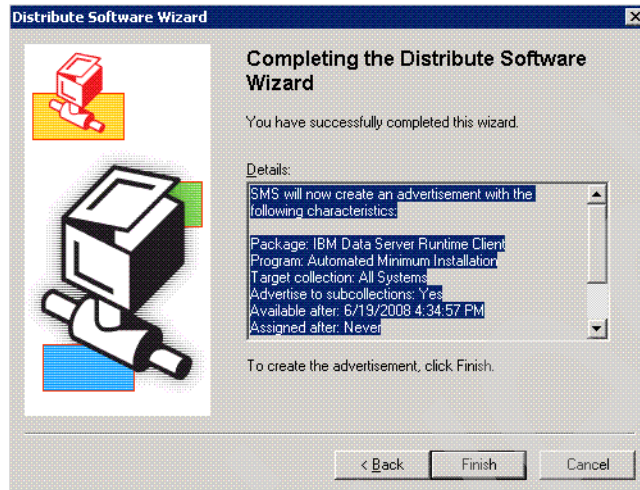 Distribute Software Wizard
Completing the Distribute Software
Wizard
You have successfully completed this wizard.
Details:
SMS will now create an advertisement with the
following characteristics:
Package: IBM Data Server Runtime Client
Program: Automated Minimum Installation
Target collection: All Systems
Advertise to subcollections: Yes
Available after: 6/19/2008 4:34:57 PM
Assigned after: Never
To create the advertisement, click Finish.
< Back
Finish
Cancel